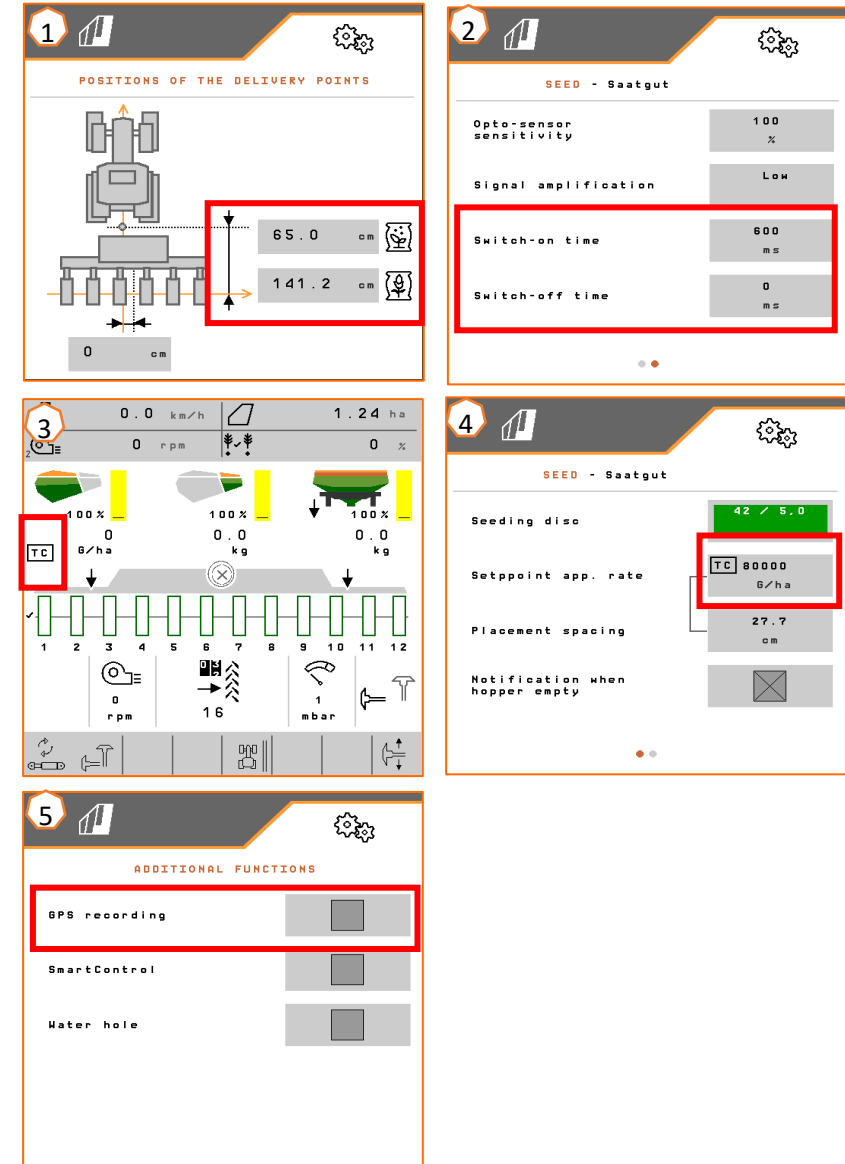 1
POSITIONS OF THE DELIVERY POINTS
65.0 cm
141.2 cm
0 cm
2
SEED - Saatgut
Opto-sensor
sensitivity
100
%
Signal amplification
Low
Switch-on time
600
ms
Switch-off time
0
ms
3
0.0 km/h
1.24 ha
2
0 rpm
0 %
100% 100% 100%
0 0.0 0.0
TC G/ha kg kg
1 2 3 4 5 6 7 8 9 10 11 12
0
rpm
16
1
mbar
4
SEED - Saatgut
Seeding disc
42 / 5,0
Setppoint app. rate
TC 80000
G/ha
Placement spacing
27.7
cm
Notification when
hopper empty
5
ADDITIONAL FUNCTIONS
GPS recording
SmartControl
Water hole